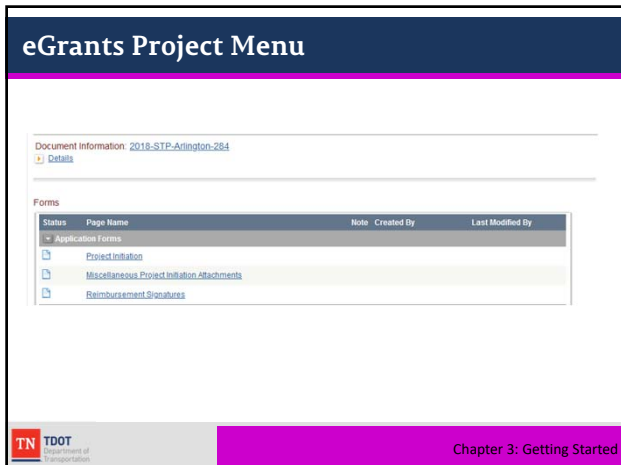 eGrants Project Menu
Document Information: 2018-STP-Arlington-284
Details
Forms
Status Page Name Note Created By Last Modified By
Application Forms
Project Initiation
Miscellaneous Project Initiation Attachments
Reimbursement Signatures
TN TDOT
Department of
Transportation
Chapter 3: Getting Started